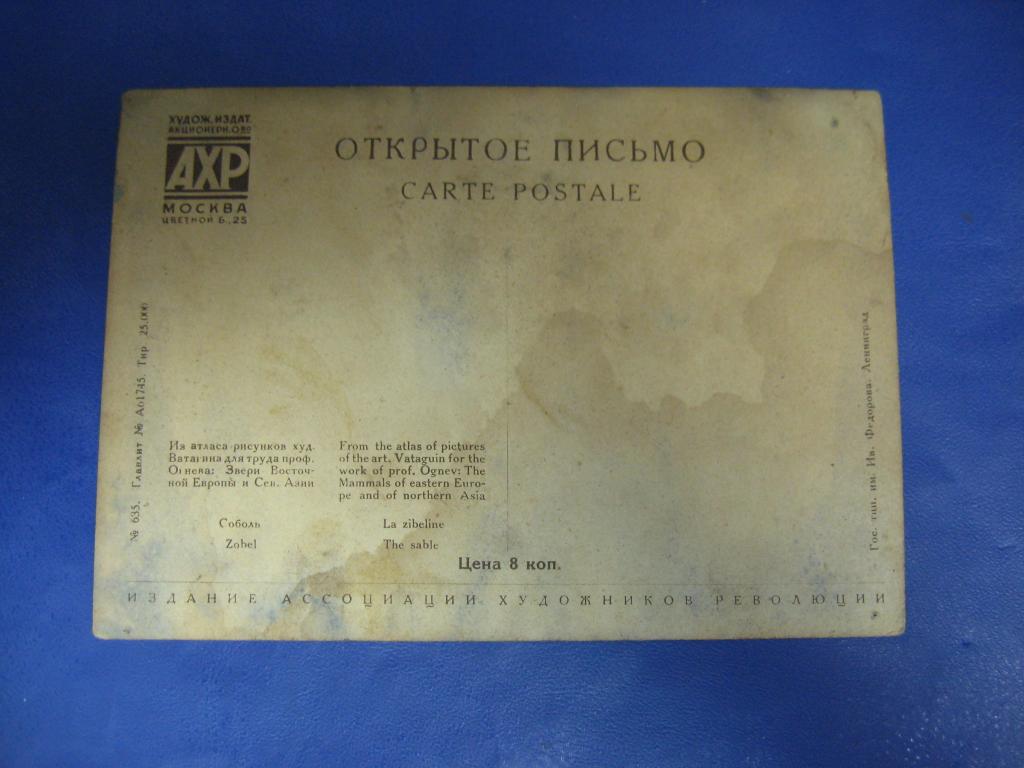 ХУДОЖ. ИЗДАТ.
АКЦИОНЕРН. О-ВО
АХР
МОСКВА
ЦВЕТНОЙ Б., 25
ОТКРЫТОЕ ПИСЬМО
CARTE POSTALE
№ 635. Главлит № А61745. Тир. 25.000
Из атласа рисунков худ.
Ватагина для труда проф.
Огнева: Звери Восточ-
ной Европы и Сев. Азии
From the atlas of pictures
of the art. Vataguin for the
work of prof. Ognev: The
Mammals of eastern Euro-
pe and of northern Asia
Соболь
La zibeline
Zobel
The sable
Цена 8 коп.
Гос. тип. им. Ив. Федорова. Ленинград
ИЗДАНИЕ АССОЦИАЦИИ ХУДОЖНИКОВ РЕВОЛЮЦИИ